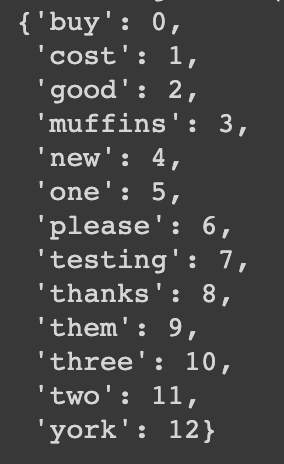 {'buy': 0,
'cost': 1,
'good': 2,
'muffins': 3,
'new': 4,
'one': 5,
'please': 6,
'testing': 7,
'thanks': 8,
'them': 9,
'three': 10,
'two': 11,
'york': 12}